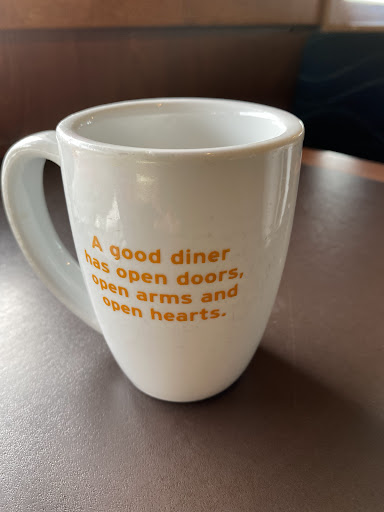 A good diner
has open doors,
open arms and
open hearts.